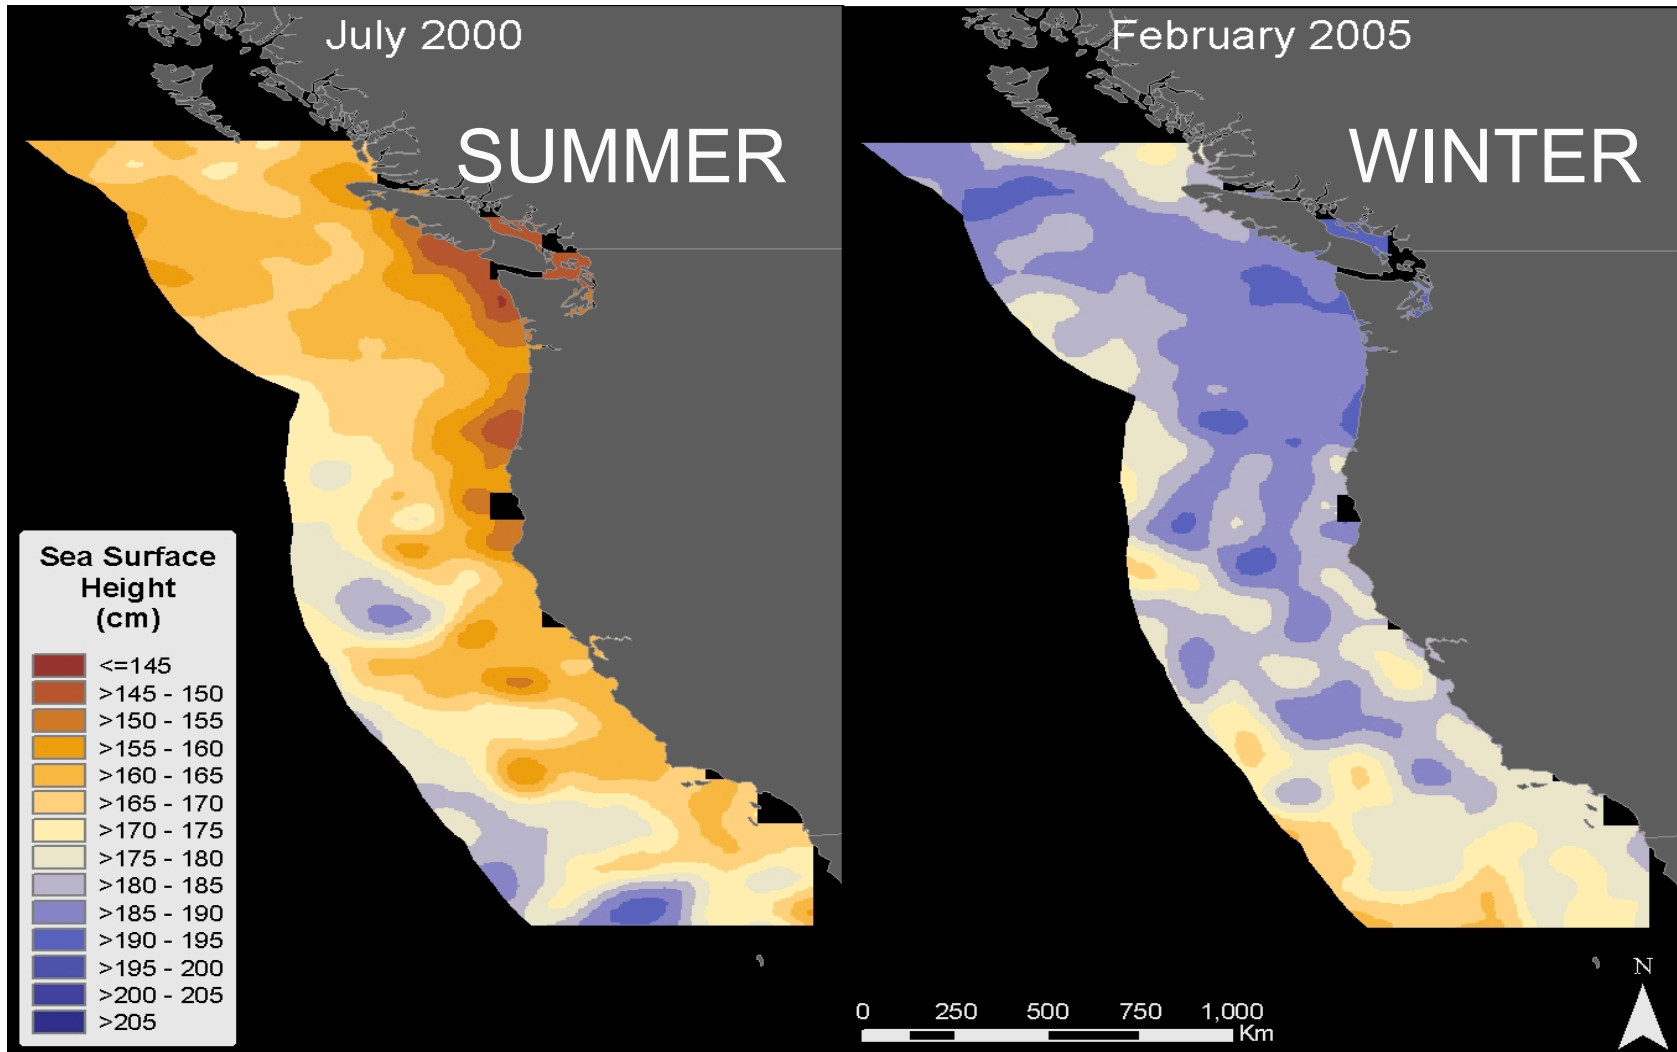 July 2000
SUMMER
February 2005
WINTER
Sea Surface
Height
(cm)
<=145
>145 - 150
>150 - 155
>155 - 160
>160 - 165
>165 - 170
>170 - 175
>175 - 180
>180 - 185
>185 - 190
>190 - 195
>195 - 200
>200 - 205
>205
0 250 500 750 1,000
Km
N